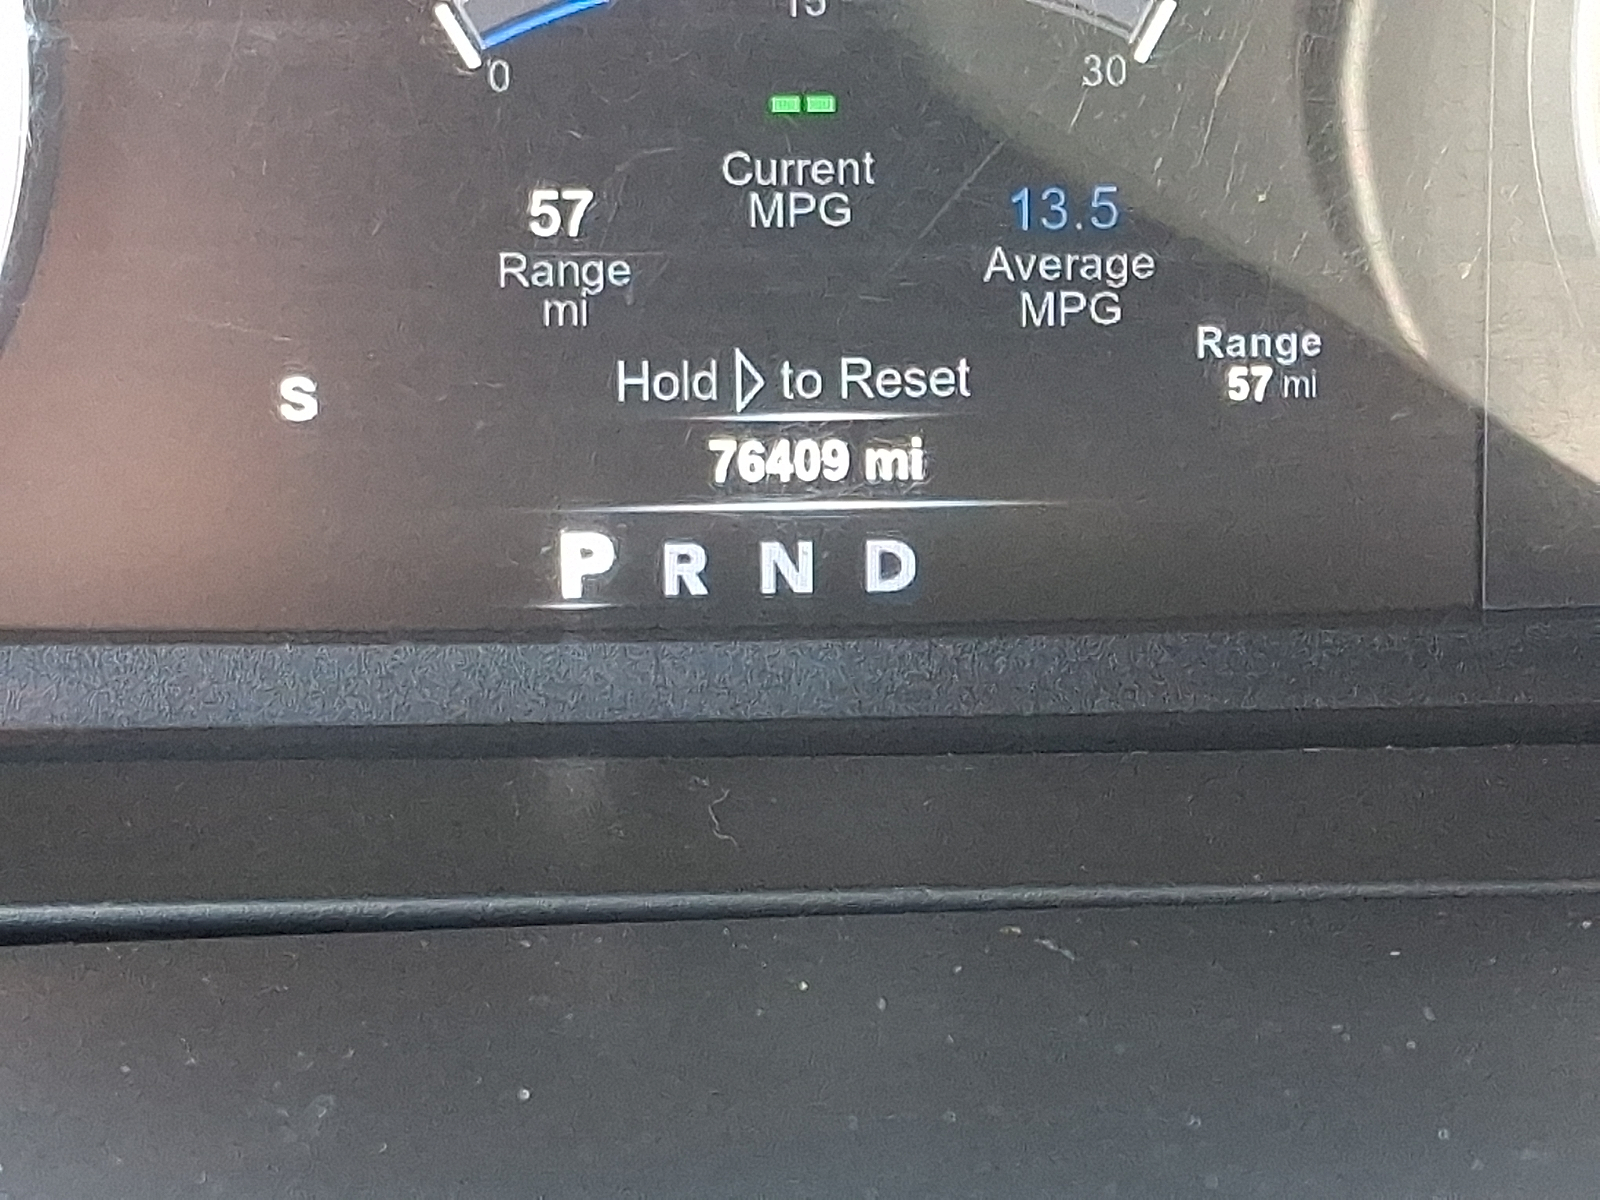 15
0
30
--
Current
MPG
57
Range
mi
13.5
Average
MPG
Range
57 mi
S
Hold ▷ to Reset
76409 mi
P R N D